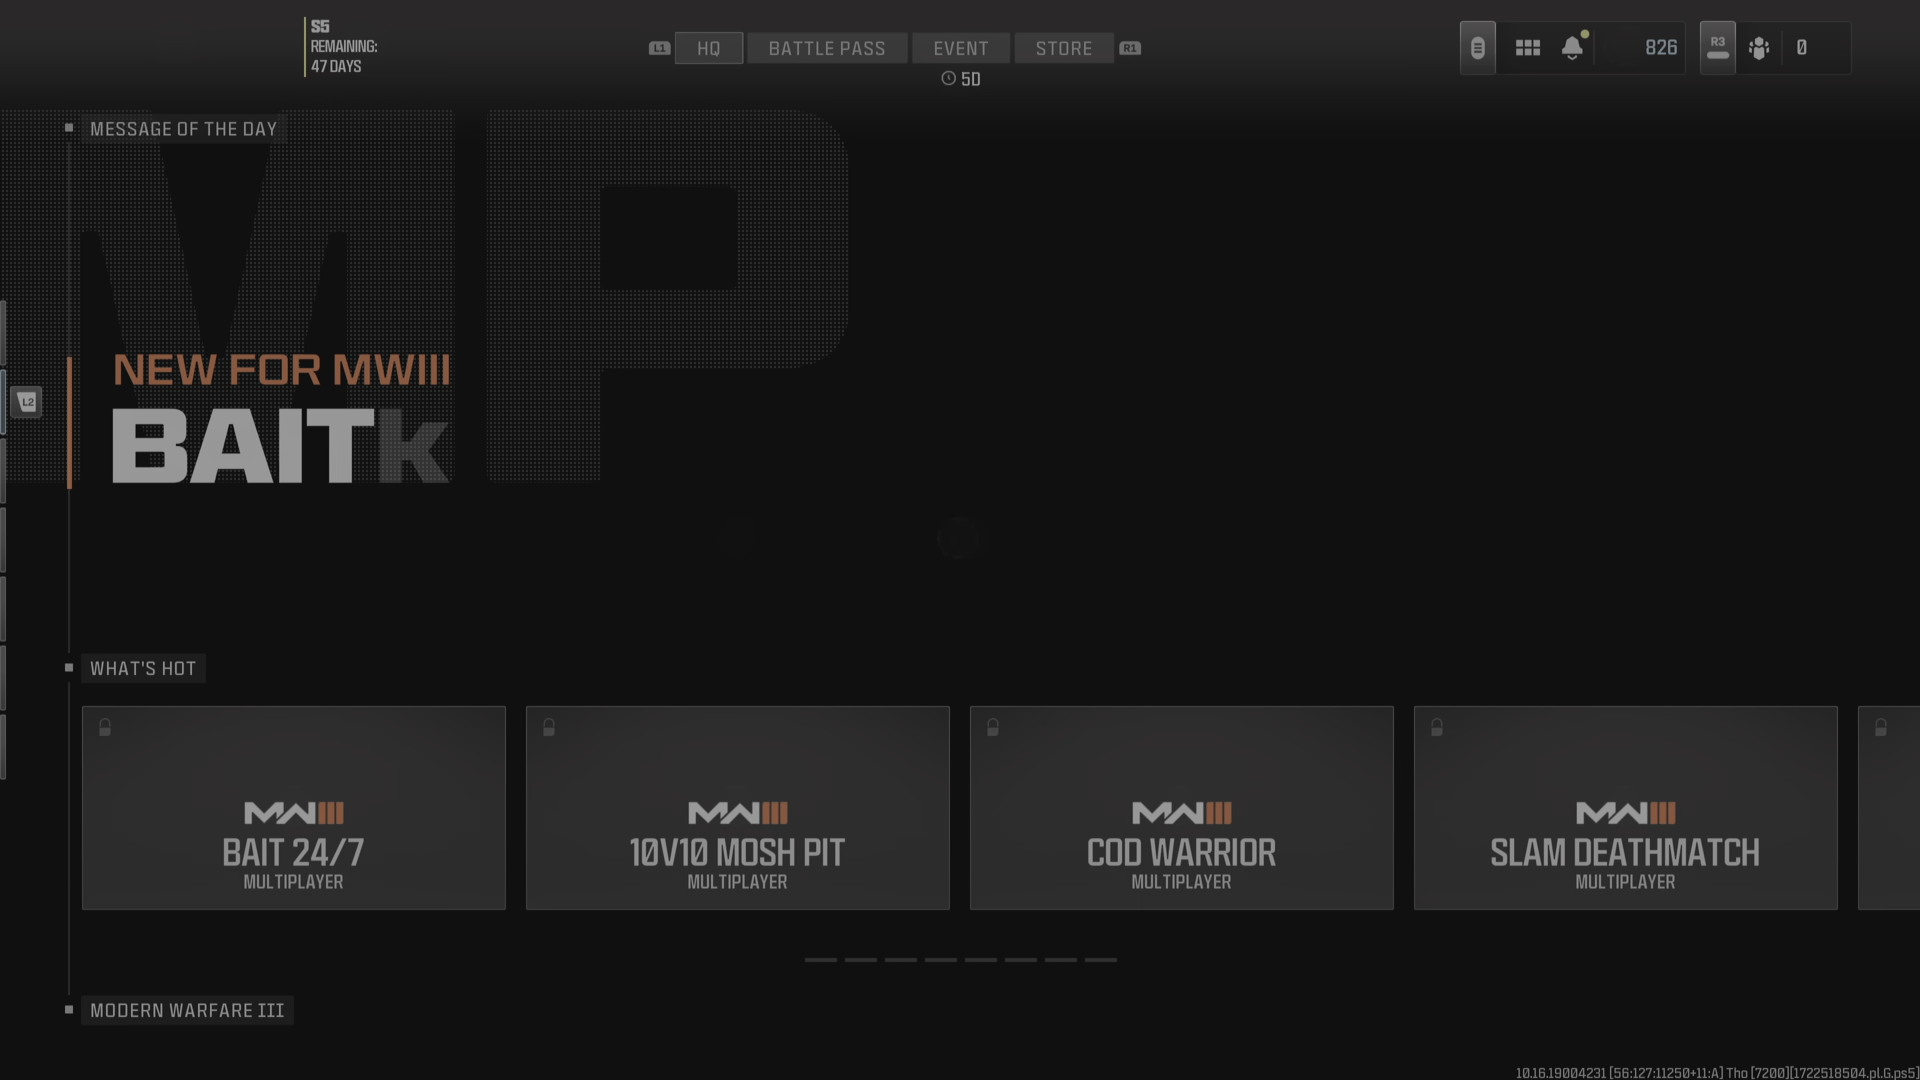 S5
REMAINING:
47 DAYS
L1 HQ BATTLE PASS EVENT STORE R1
5D
826
R3
0
MESSAGE OF THE DAY
MP
NEW FOR MWIII
BAITK
L2
WHAT'S HOT
MWIII
BAIT 24/7
MULTIPLAYER
MWIII
10V10 MOSH PIT
MULTIPLAYER
MWIII
COD WARRIOR
MULTIPLAYER
MWIII
SLAM DEATHMATCH
MULTIPLAYER
MODERN WARFARE III
10.16.19004231 [56:127:11250+11:A] Tho [7200][1722518504.pl.G.ps5]